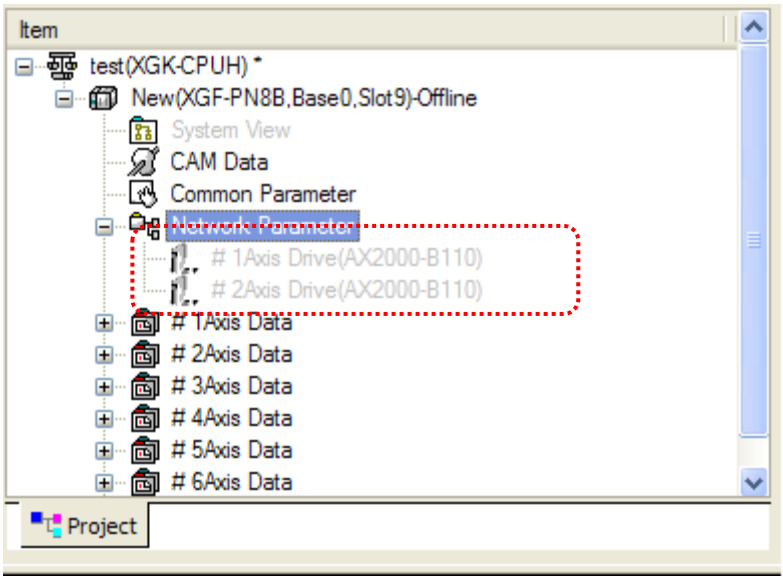 Item
test(XGK-CPUH) *
New(XGF-PN8B,Base0,Slot9)-Offline
System View
CAM Data
Common Parameter
Network Parameter
# 1Axis Drive(AX2000-B110)
# 2Axis Drive(AX2000-B110)
# 1Axis Data
# 2Axis Data
# 3Axis Data
# 4Axis Data
# 5Axis Data
# 6Axis Data
Project